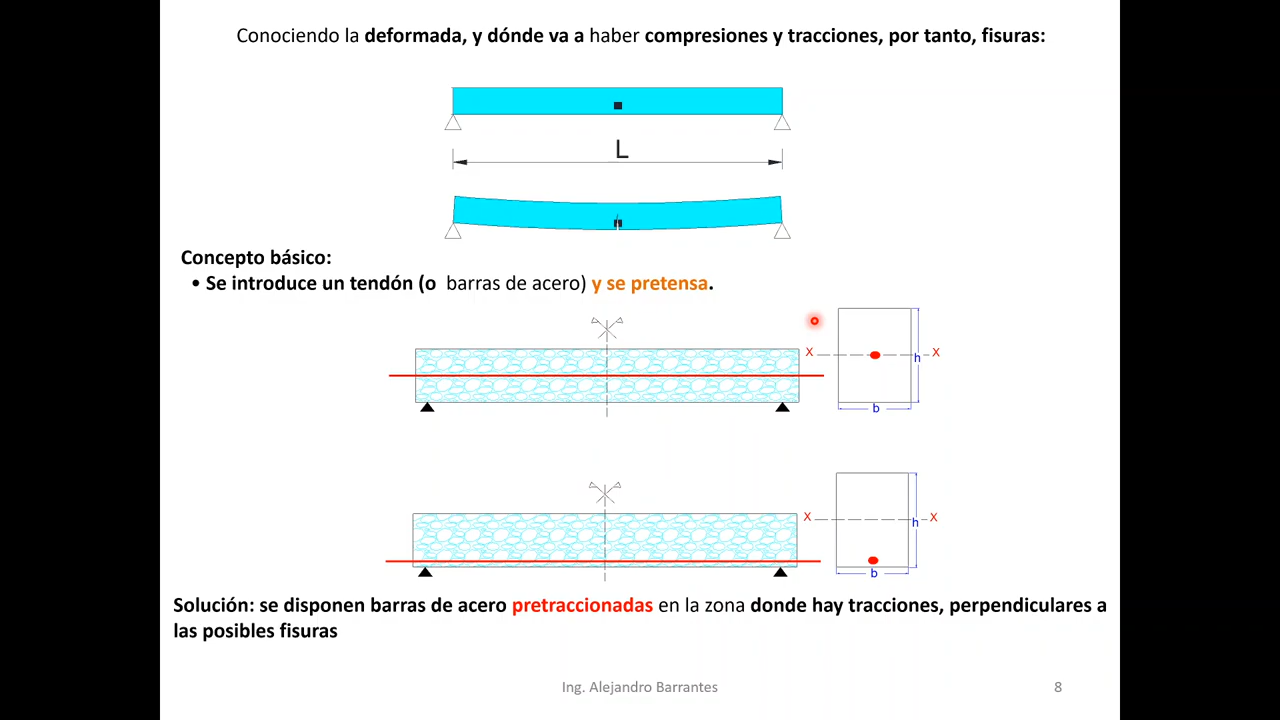 Conociendo la deformada, y dónde va a haber compresiones y tracciones, por tanto, fisuras:
L
Concepto básico:
• Se introduce un tendón (o barras de acero) y se pretensa.
X X
h
b
X X
h
b
Solución: se disponen barras de acero pretraccionadas en la zona donde hay tracciones, perpendiculares a
las posibles fisuras
Ing. Alejandro Barrantes 8